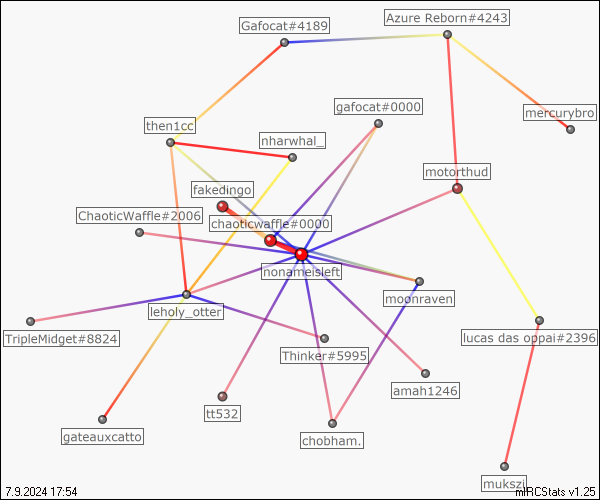 Azure Reborn#4243
Gafocat#4189
gafocat#0000
mercurybro
then1cc
nharwhal_
motorthud
fakedingo
ChaoticWaffle#2006
chaoticwaffle#0000
nonameisleft
moonraven
leholy_otter
TripleMidget#8824
lucas das oppai#2396
Thinker#5995
amah1246
tt532
gateauxcatto
chobham.
mukszi
7.9.2024 17:54
mIRCStats v1.25